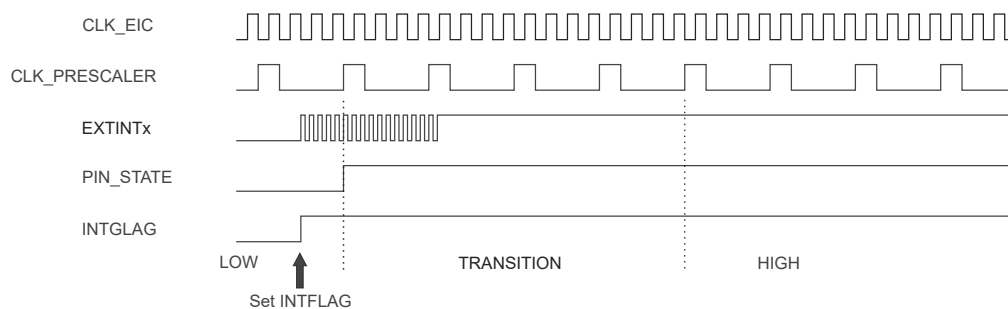 CLK_EIC
CLK_PRESCALER
EXTINTx
PIN_STATE
INTGLAG
LOW
TRANSITION
HIGH
Set INTFLAG